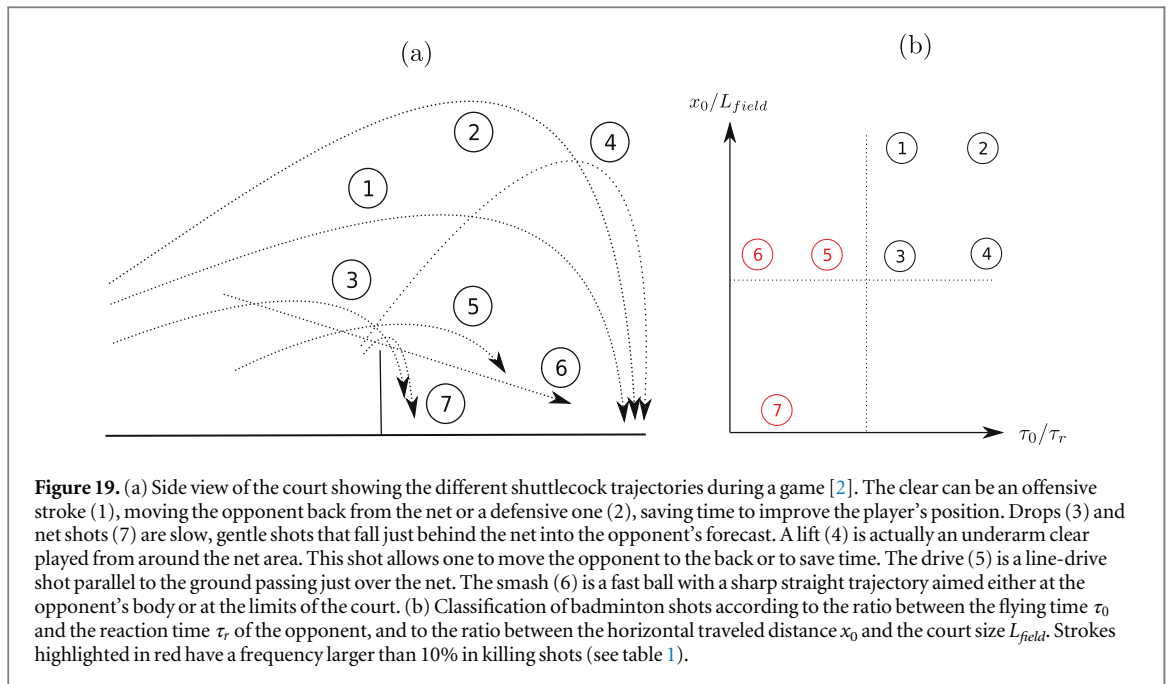 (a)
(b)
x₀/L_field
2
4
1
1
2
3
5
6
5
3
4
6
7
7
τ₀/τᵣ
Figure 19. (a) Side view of the court showing the different shuttlecock trajectories during a game [2]. The clear can be an offensive
stroke (1), moving the opponent back from the net or a defensive one (2), saving time to improve the player's position. Drops (3) and
net shots (7) are slow, gentle shots that fall just behind the net into the opponent's forecast. A lift (4) is actually an underarm clear
played from around the net area. This shot allows one to move the opponent to the back or to save time. The drive (5) is a line-drive
shot parallel to the ground passing just over the net. The smash (6) is a fast ball with a sharp straight trajectory aimed either at the
opponent's body or at the limits of the court. (b) Classification of badminton shots according to the ratio between the flying time τ₀
and the reaction time τᵣ of the opponent, and to the ratio between the horizontal traveled distance x₀ and the court size L_field. Strokes
highlighted in red have a frequency larger than 10% in killing shots (see table 1).